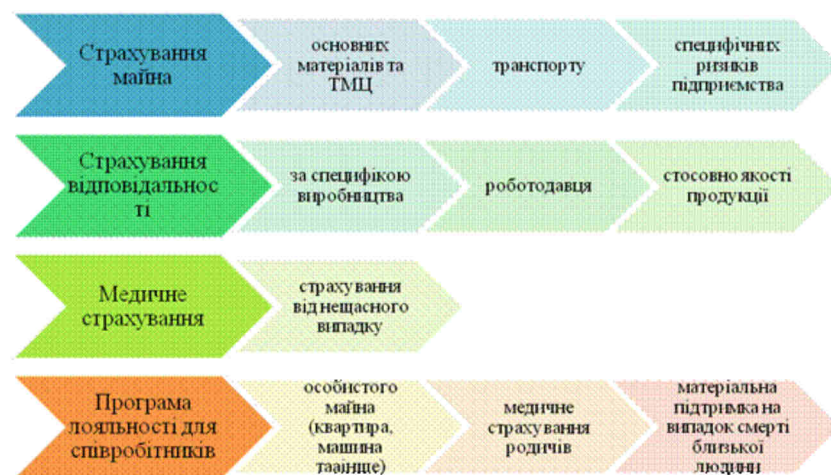 Страхування
майна
основних
матеріалів та
ТМЦ
транспорту
специфічних
ризиків
підприємства
Страхування
відповідальнос
ті
за специфікою
виробництва
роботодавця
стосовно якості
продукції
Медичне
страхування
страхування
від нещасного
випадку
Програма
лояльності для
співробітників
особистого
майна
(квартира,
машина
тааінше)
медичне
страхування
родичів
матеріальна
підтримка на
випадок смерті
близької
людини